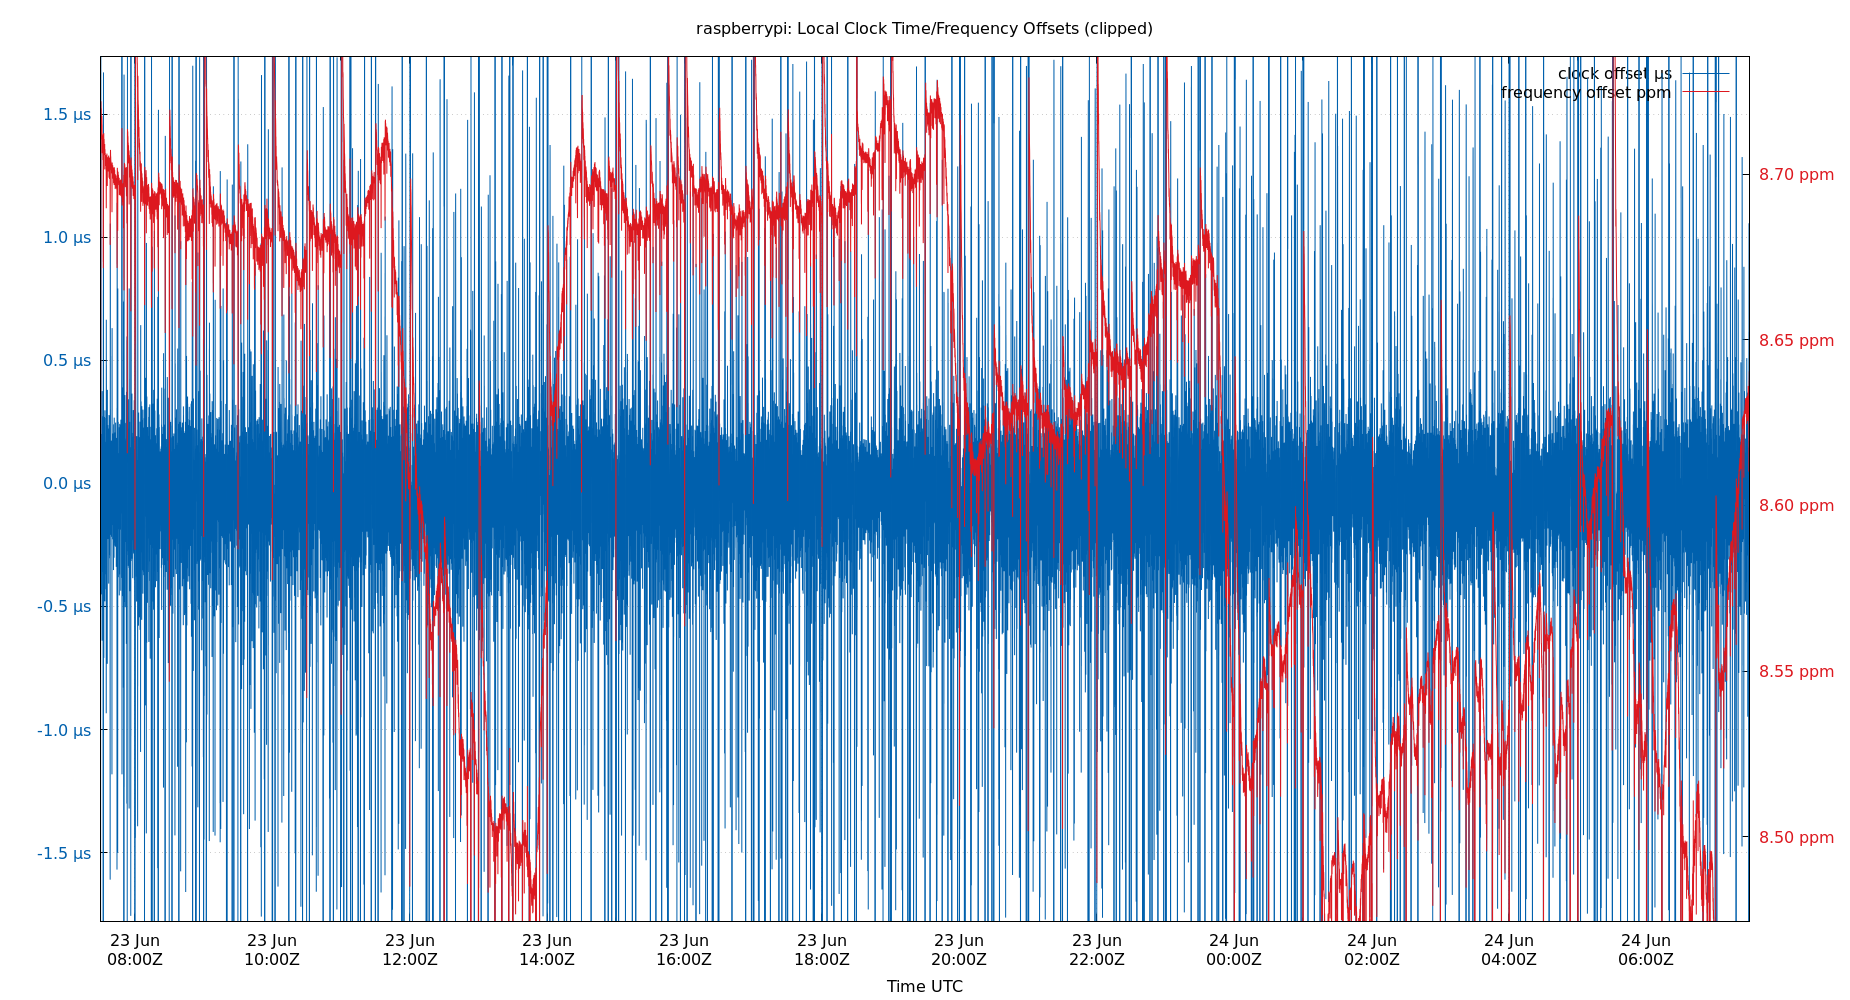 raspberrypi: Local Clock Time/Frequency Offsets (clipped)
clock offset µs
frequency offset ppm
1.5 µs
1.0 µs
0.5 µs
0.0 µs
-0.5 µs
-1.0 µs
-1.5 µs
8.70 ppm
8.65 ppm
8.60 ppm
8.55 ppm
8.50 ppm
23 Jun 23 Jun 23 Jun 23 Jun 23 Jun 23 Jun 23 Jun 23 Jun 24 Jun 24 Jun 24 Jun 24 Jun
08:00Z 10:00Z 12:00Z 14:00Z 16:00Z 18:00Z 20:00Z 22:00Z 00:00Z 02:00Z 04:00Z 06:00Z
Time UTC